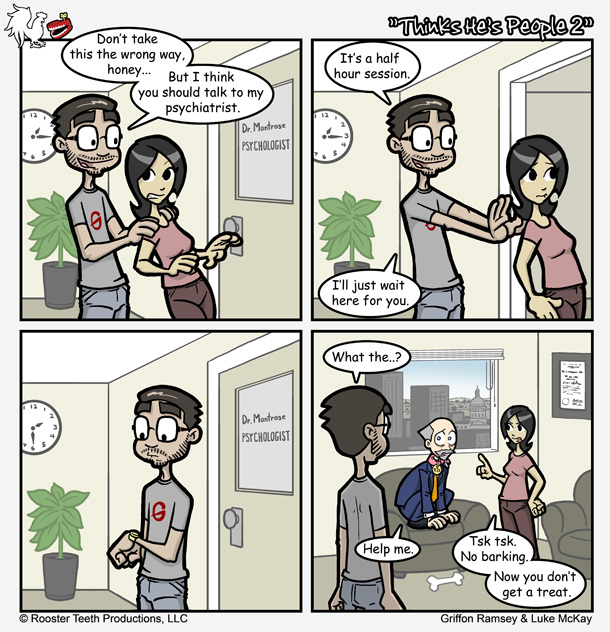 "Thinks He's People 2"
Don't take
this the wrong way,
honey...
But I think
you should talk to my
psychiatrist.
Dr. Montrose
PSYCHOLOGIST
G
It's a half
hour session.
I'll just wait
here for you.
Dr. Montrose
PSYCHOLOGIST
G
What the..?
Help me.
Tsk tsk.
No barking.
Now you don't
get a treat.
© Rooster Teeth Productions, LLC
Griffon Ramsey & Luke McKay